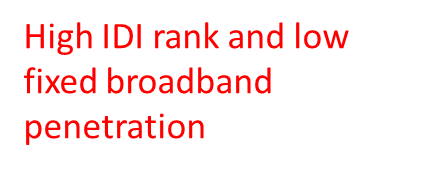 High IDI rank and low
fixed broadband
penetration